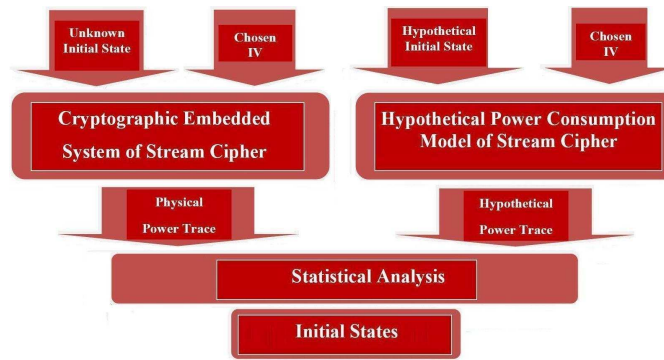 Unknown
Initial State
Chosen
IV
Hypothetical
Initial State
Chosen
IV
Cryptographic Embedded
System of Stream Cipher
Hypothetical Power Consumption
Model of Stream Cipher
Physical
Power Trace
Hypothetical
Power Trace
Statistical Analysis
Initial States